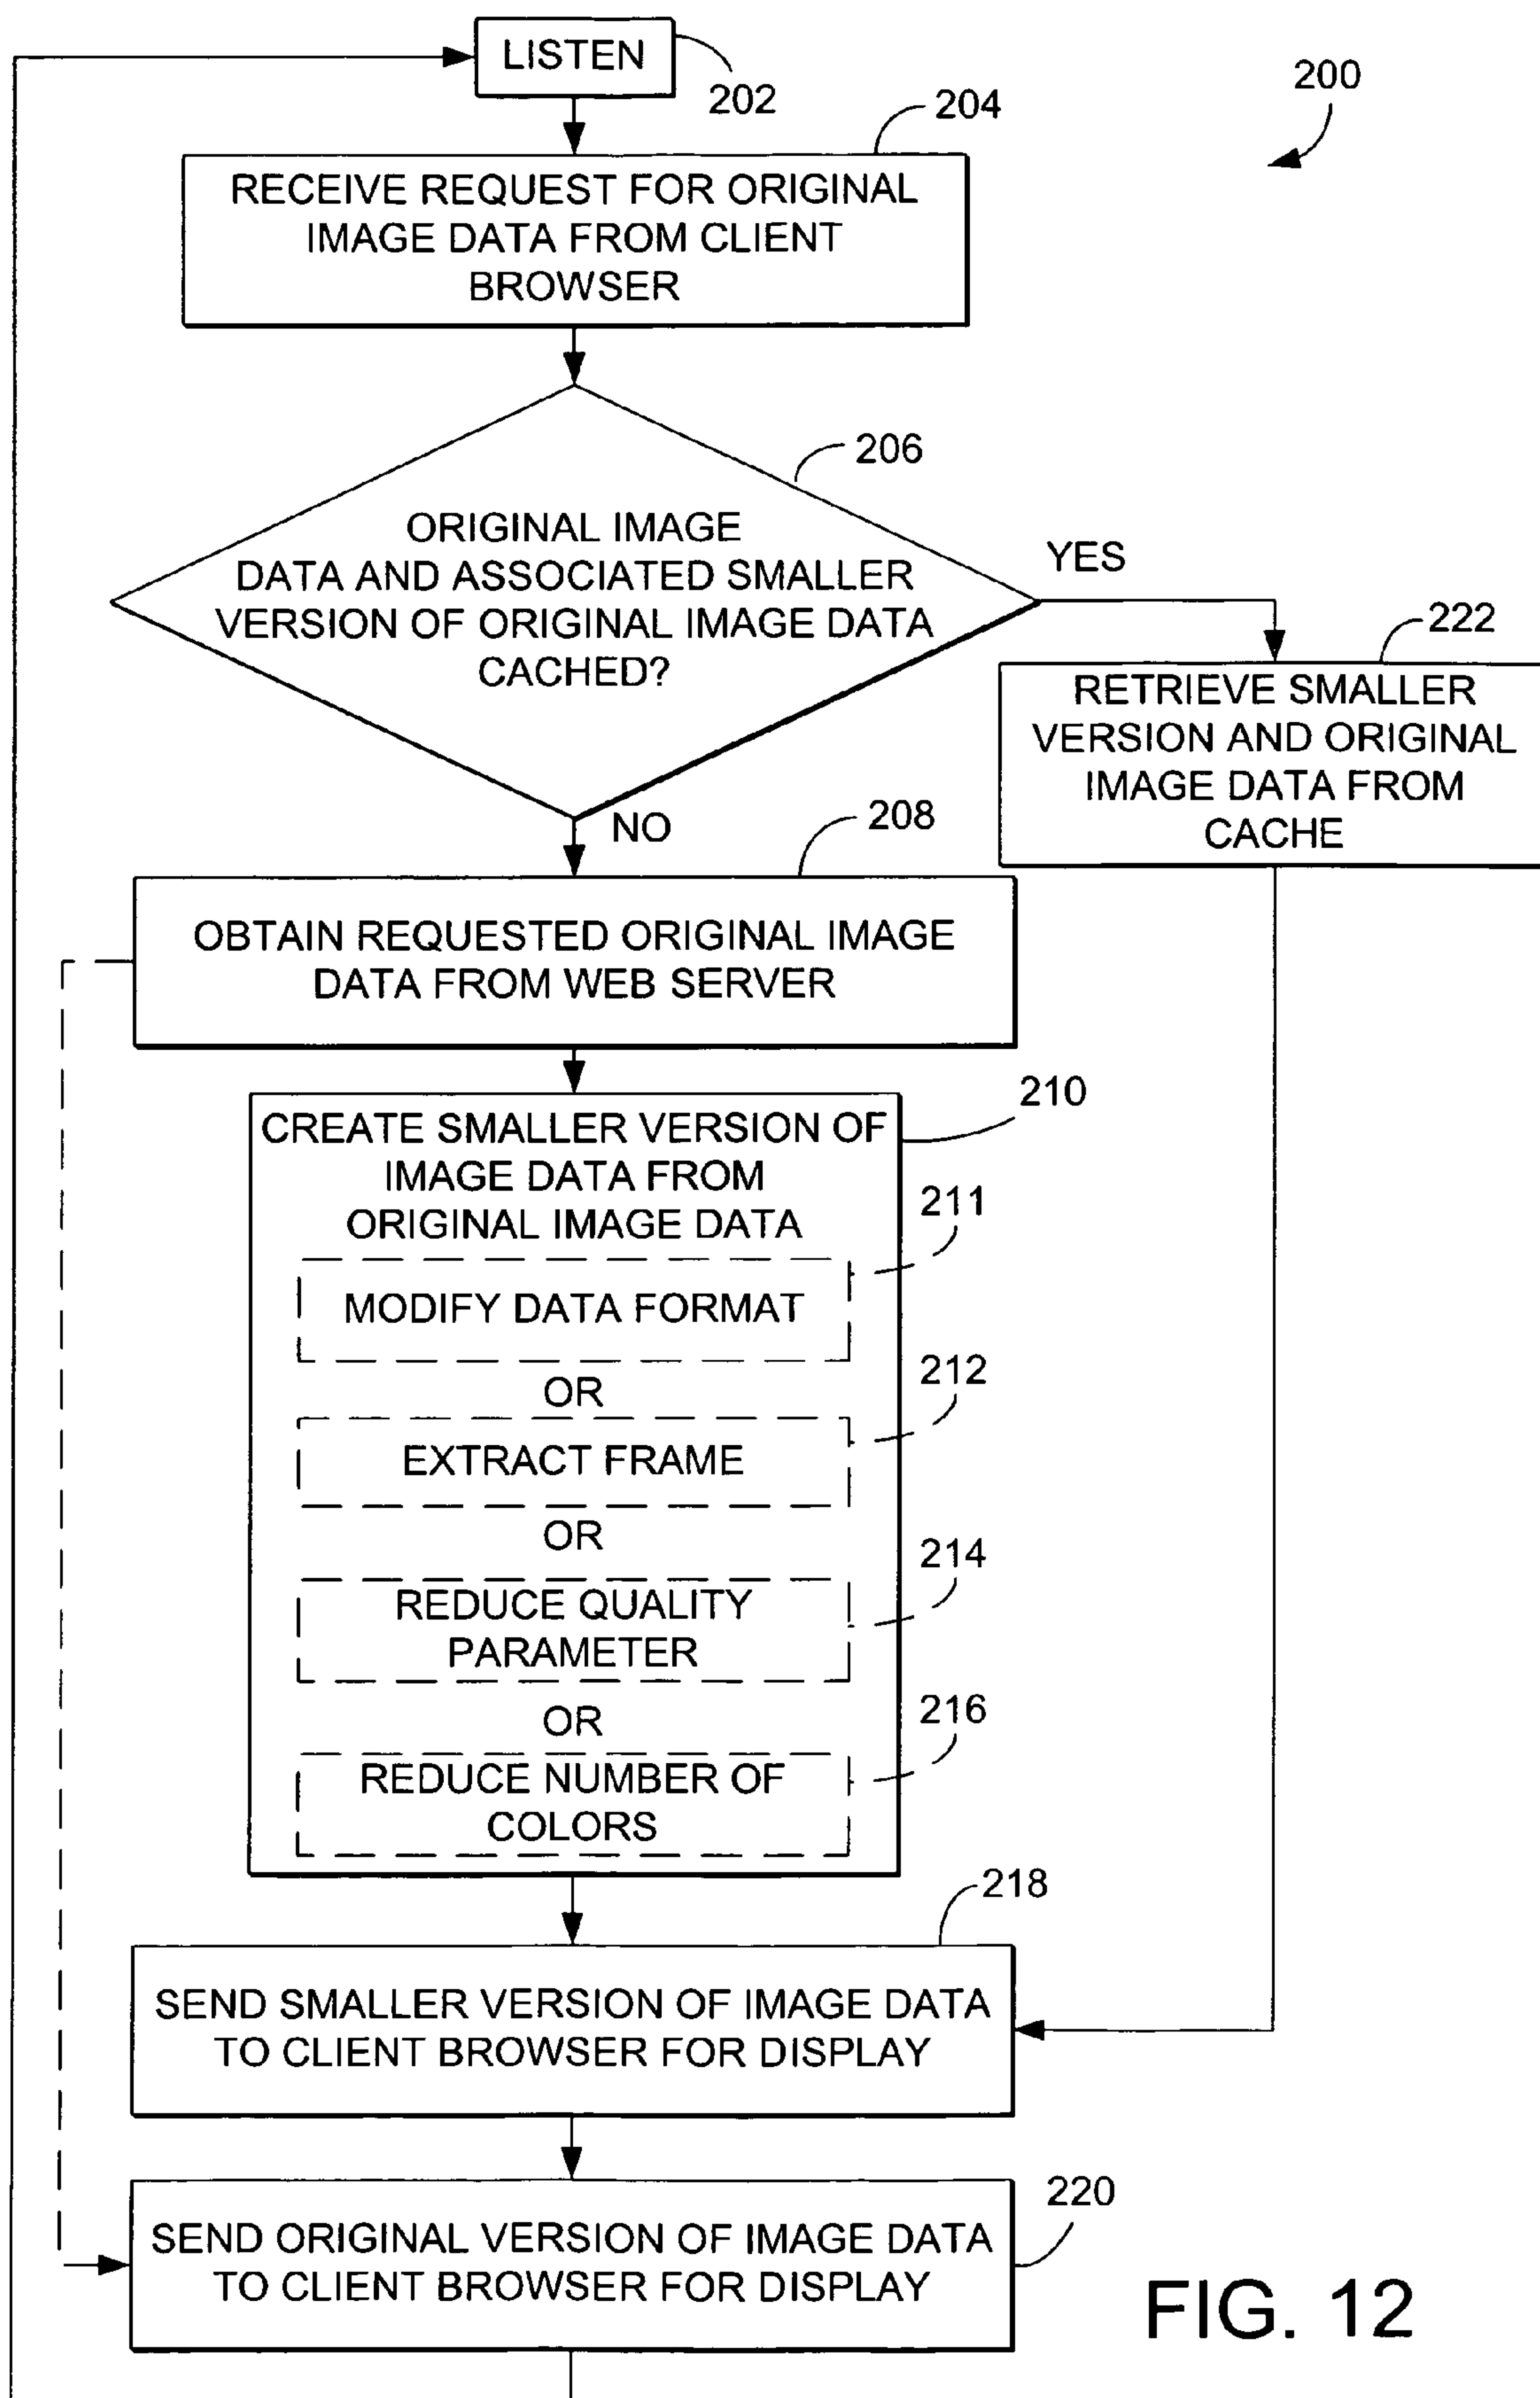 LISTEN
202
200
204
RECEIVE REQUEST FOR ORIGINAL
IMAGE DATA FROM CLIENT
BROWSER
206
ORIGINAL IMAGE
DATA AND ASSOCIATED SMALLER
VERSION OF ORIGINAL IMAGE DATA
CACHED?
YES
222
RETRIEVE SMALLER
VERSION AND ORIGINAL
IMAGE DATA FROM
CACHE
NO
208
OBTAIN REQUESTED ORIGINAL IMAGE
DATA FROM WEB SERVER
210
CREATE SMALLER VERSION OF
IMAGE DATA FROM
ORIGINAL IMAGE DATA
211
MODIFY DATA FORMAT
OR
212
EXTRACT FRAME
OR
214
REDUCE QUALITY
PARAMETER
OR
216
REDUCE NUMBER OF
COLORS
218
SEND SMALLER VERSION OF IMAGE DATA
TO CLIENT BROWSER FOR DISPLAY
220
SEND ORIGINAL VERSION OF IMAGE DATA
TO CLIENT BROWSER FOR DISPLAY
FIG. 12